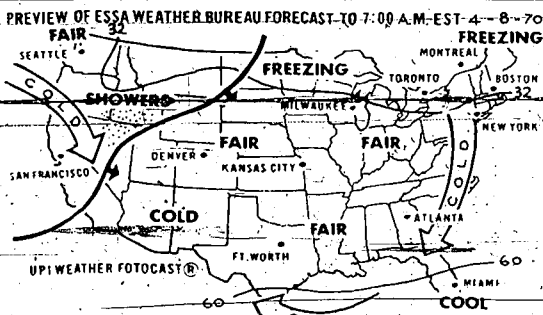 PREVIEW OF ESSA WEATHER BUREAU FORECAST TO 7:00 A.M. EST 4-8-70
FAIR 32 FREEZING
SEATTLE MONTREAL
FREEZING
TORONTO BOSTON
COLD SHOWERS MILWAUKEE 32
NEW YORK
FAIR FAIR
DENVER COLD
SAN FRANCISCO KANSAS CITY
COLD ATLANTA
FAIR
FT. WORTH
UPI WEATHER FOTOCAST ® 60
MIAMI
60 COOL